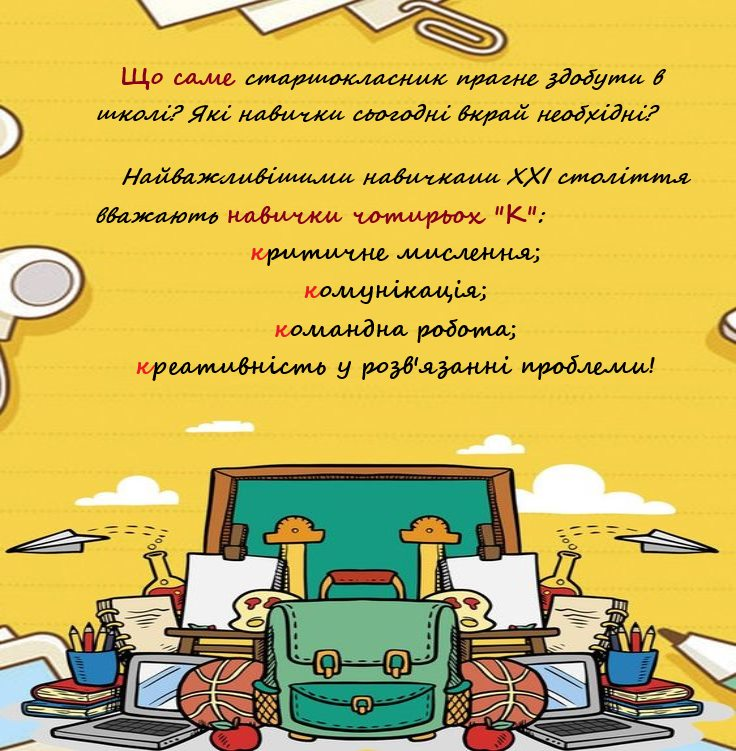 Що саме старшокласник прагне здобути в
школі? Які навички сьогодні вкрай необхідні?
Найважливішими навичкаии XXI століття
вважають навички чотирьох "К":
критичне мислення;
комунікація;
командна робота;
креативність у розв'язанні проблеми!